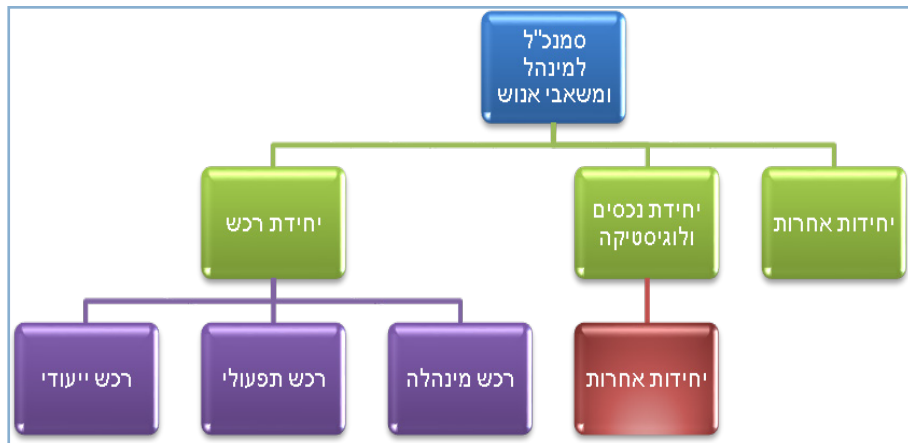 סמנכ"ל
למינהל
ומשאבי אנוש
יחידות אחרות
יחידת נכסים
ולוגיסטיקה
יחידת רכש
יחידות אחרות
רכש מינהלה
רכש תפעולי
רכש ייעודי